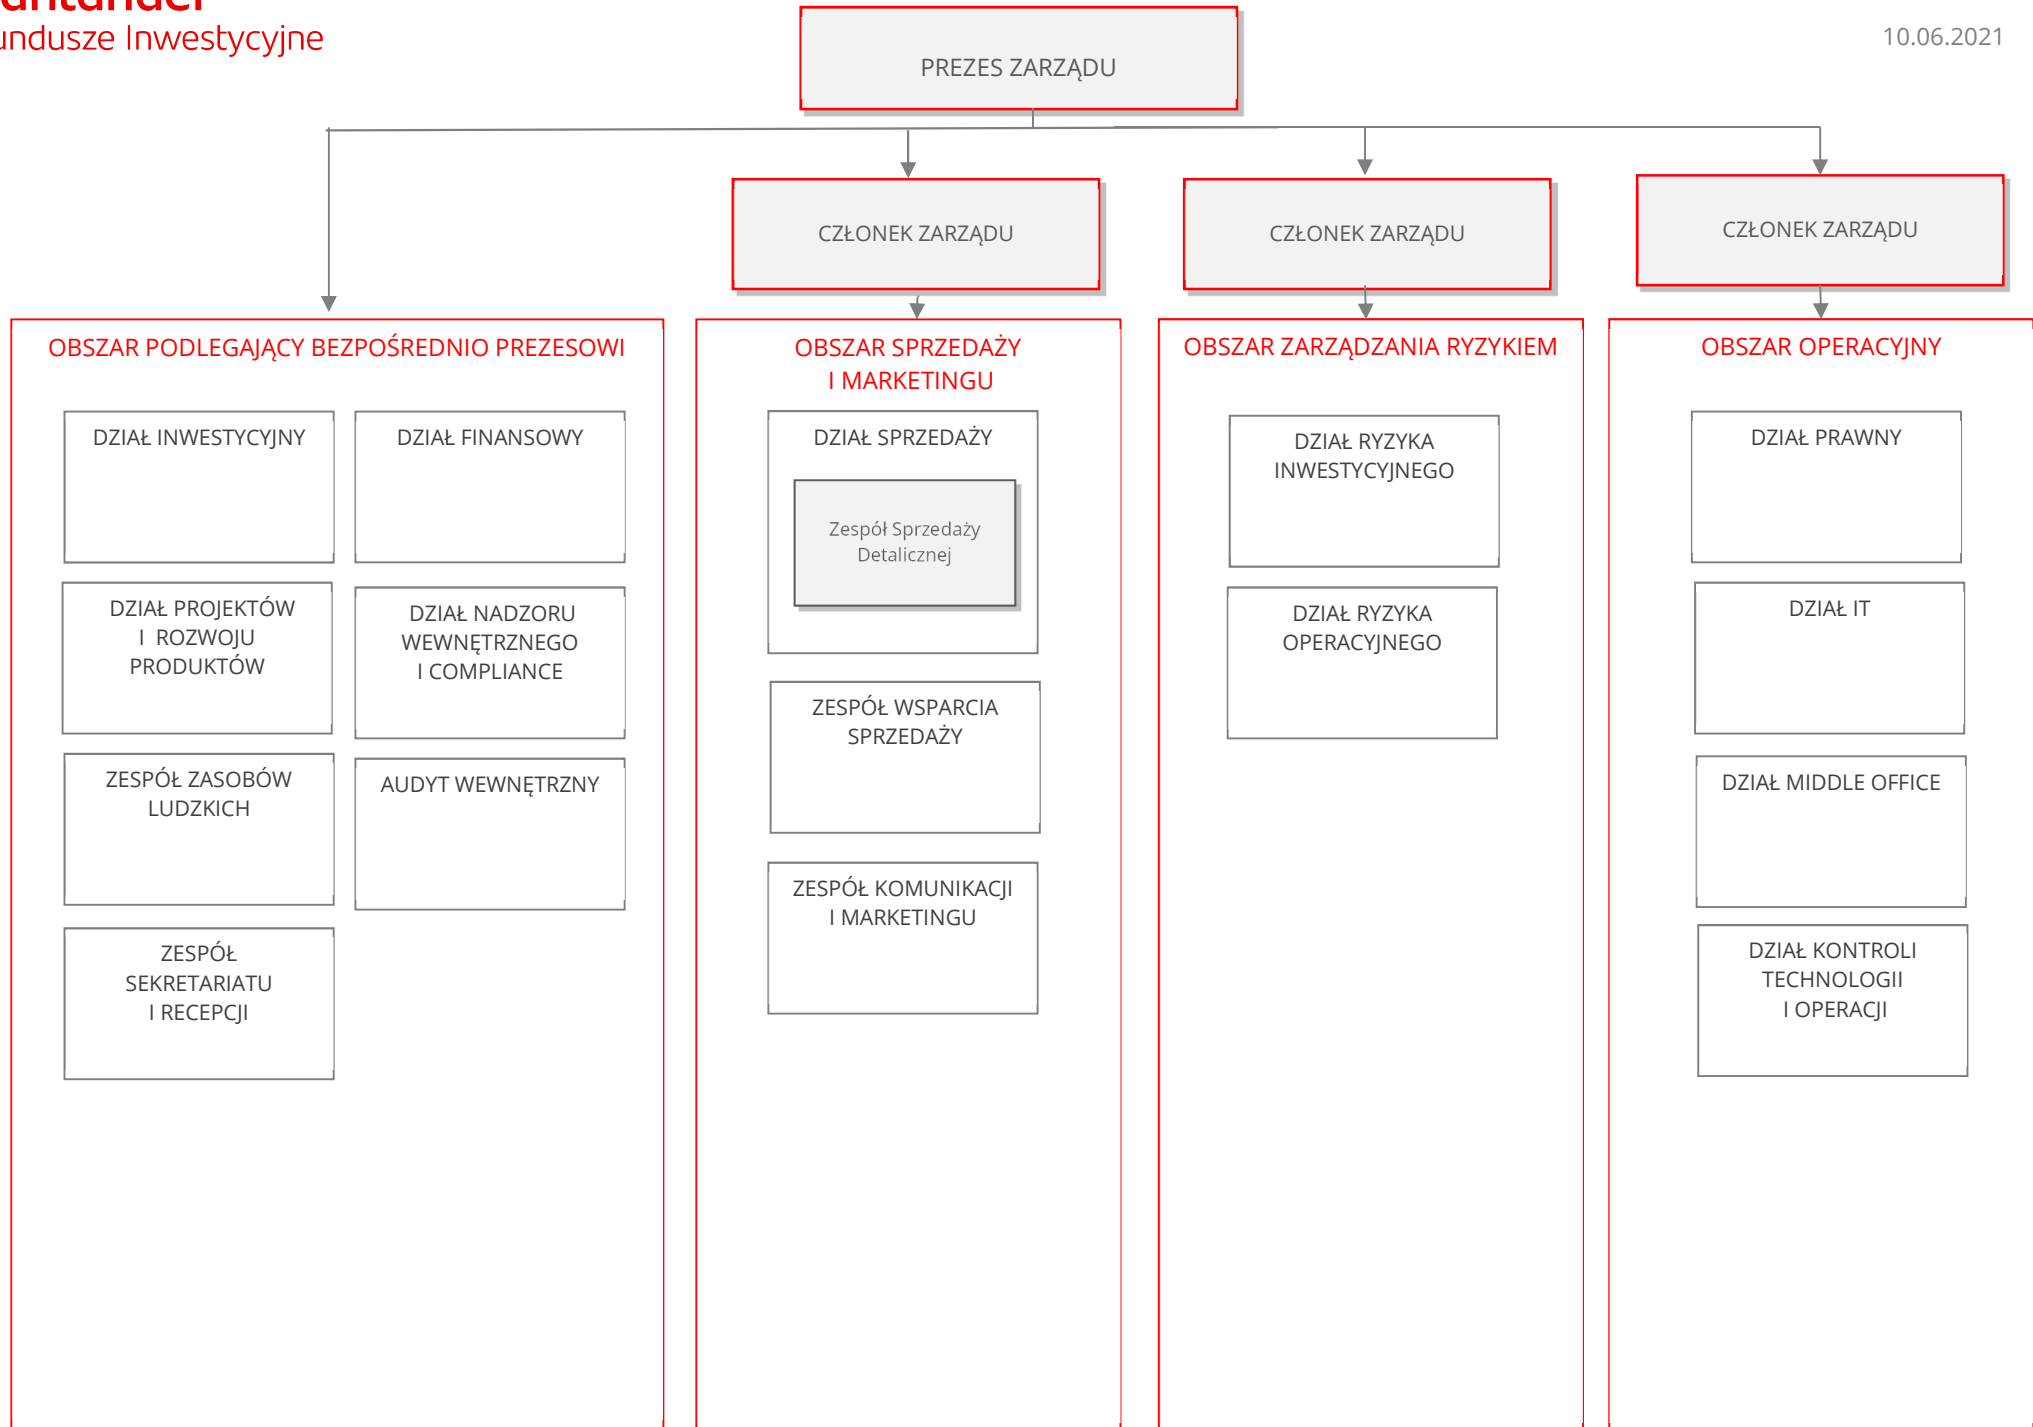 undusze Inwestycyjne
10.06.2021
PREZES ZARZĄDU
CZŁONEK ZARZĄDU
CZŁONEK ZARZĄDU
CZŁONEK ZARZĄDU
OBSZAR PODLEGAJĄCY BEZPOŚREDNIO PREZESOWI
DZIAŁ INWESTYCYJNY
DZIAŁ FINANSOWY
DZIAŁ PROJEKTÓW
I ROZWOJU
PRODUKTÓW
DZIAŁ NADZORU
WEWNĘTRZNEGO
I COMPLIANCE
ZESPÓŁ ZASOBÓW
LUDZKICH
AUDYT WEWNĘTRZNY
ZESPÓŁ
SEKRETARIATU
I RECEPCJI
OBSZAR SPRZEDAŻY
I MARKETINGU
DZIAŁ SPRZEDAŻY
Zespół Sprzedaży
Detalicznej
ZESPÓŁ WSPARCIA
SPRZEDAŻY
ZESPÓŁ KOMUNIKACJI
I MARKETINGU
OBSZAR ZARZĄDZANIA RYZYKIEM
DZIAŁ RYZYKA
INWESTYCYJNEGO
DZIAŁ RYZYKA
OPERACYJNEGO
OBSZAR OPERACYJNY
DZIAŁ PRAWNY
DZIAŁ IT
DZIAŁ MIDDLE OFFICE
DZIAŁ KONTROLI
TECHNOLOGII
I OPERACJI